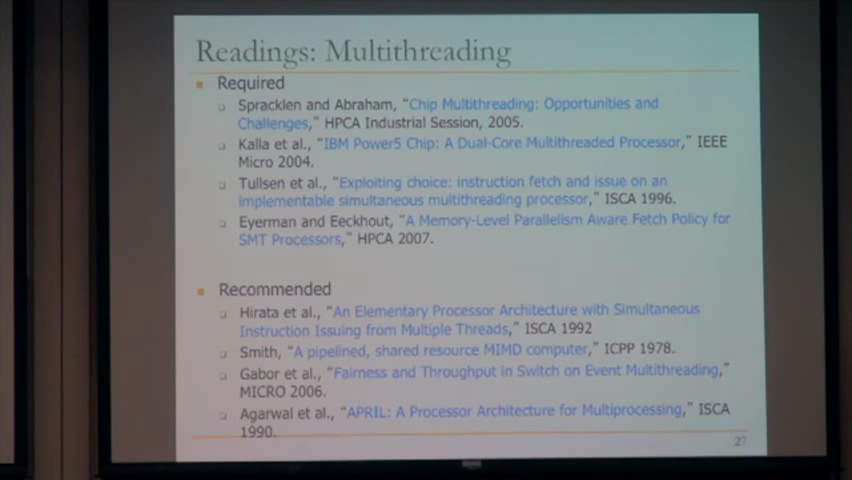 Readings: Multithreading
Required
Spracklen and Abraham, “Chip Multithreading: Opportunities and
Challenges,” HPCA Industrial Session, 2005.
Kalla et al., “IBM Power5 Chip: A Dual-Core Multithreaded Processor,” IEEE
Micro 2004.
Tullsen et al., “Exploiting choice: instruction fetch and issue on an
implementable simultaneous multithreading processor,” ISCA 1996.
Eyerman and Eeckhout, “A Memory-Level Parallelism Aware Fetch Policy for
SMT Processors,” HPCA 2007.
Recommended
Hirata et al., “An Elementary Processor Architecture with Simultaneous
Instruction Issuing from Multiple Threads,” ISCA 1992
Smith, “A pipelined, shared resource MIMD computer,” ICPP 1978.
Gabor et al., “Fairness and Throughput in Switch on Event Multithreading,”
MICRO 2006.
Agarwal et al., “APRIL: A Processor Architecture for Multiprocessing,” ISCA
1990.
27